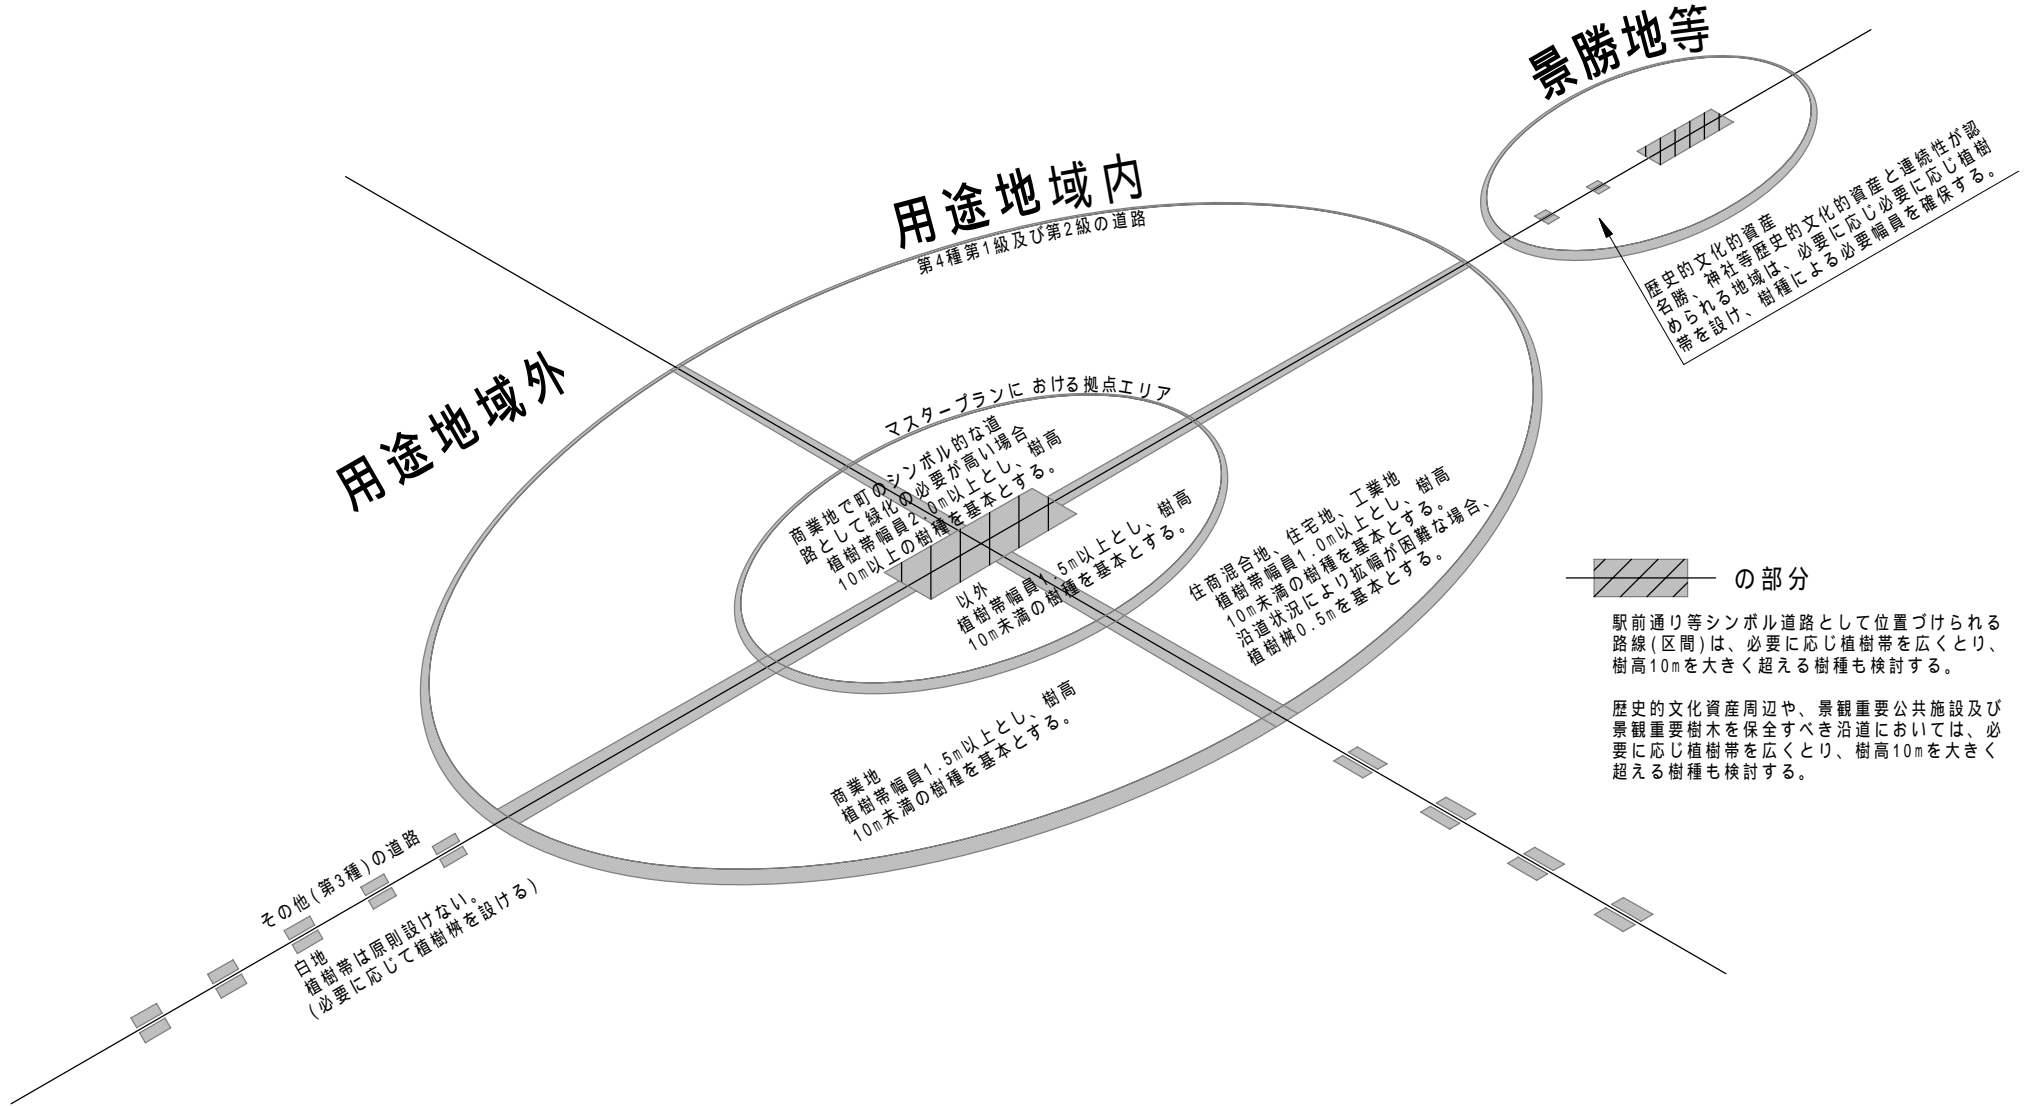 景勝地等
用途地域内
第4種第1級及び第2級の道路
用途地域外
歴史的文化的資産
名勝、神社等歴史的文化的資産と連続性が認
められる地域は、必要に応じ必要に応じ植樹
帯を設け、樹種による必要幅員を確保する。
マスタープランに おける拠点エリア
商業地で町のシンボル的な道
路として緑化の必要が高い場合
植樹帯幅員2.0m以上とし、樹高
10m以上の樹種を基本とする。
以外
植樹帯幅員1.5m以上とし、樹高
10m未満の樹種を基本とする。
住商混合地、住宅地、工業地
植樹帯幅員1.0m以上とし、樹高
10m未満の樹種を基本とする。
沿道状況により拡幅が困難な場合、
植樹桝0.5mを基本とする。
商業地
植樹帯幅員1.5m以上とし、樹高
10m未満の樹種を基本とする。
その他(第3種)の道路
白地
植樹帯は原則設けない。
(必要に応じて植樹桝を設ける)
の部分
駅前通り等シンボル道路として位置づけられる
路線(区間)は、必要に応じ植樹帯を広くとり、
樹高10mを大きく超える樹種も検討する。
歴史的文化資産周辺や、景観重要公共施設及び
景観重要樹木を保全すべき沿道においては、必
要に応じ植樹帯を広くとり、樹高10mを大きく
超える樹種も検討する。